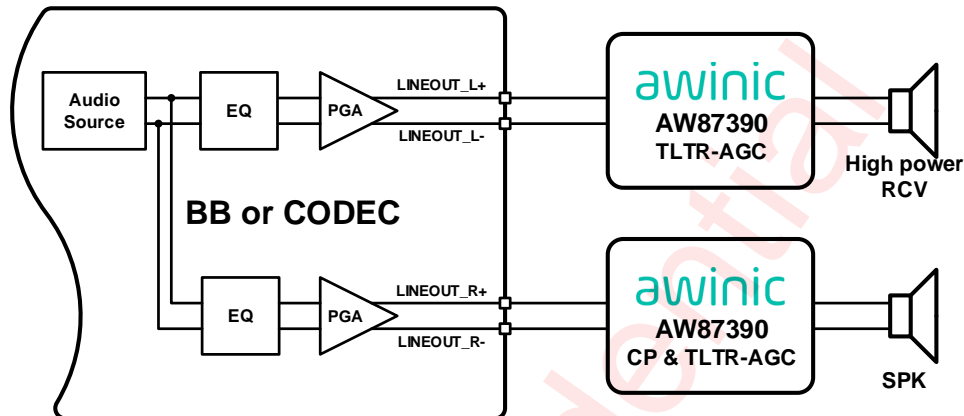 Audio
Source
EQ
PGA
LINEOUT_L+
LINEOUT_L-
awinic
AW87390
TLTR-AGC
High power
RCV
BB or CODEC
EQ
PGA
LINEOUT_R+
LINEOUT_R-
awinic
AW87390
CP & TLTR-AGC
SPK